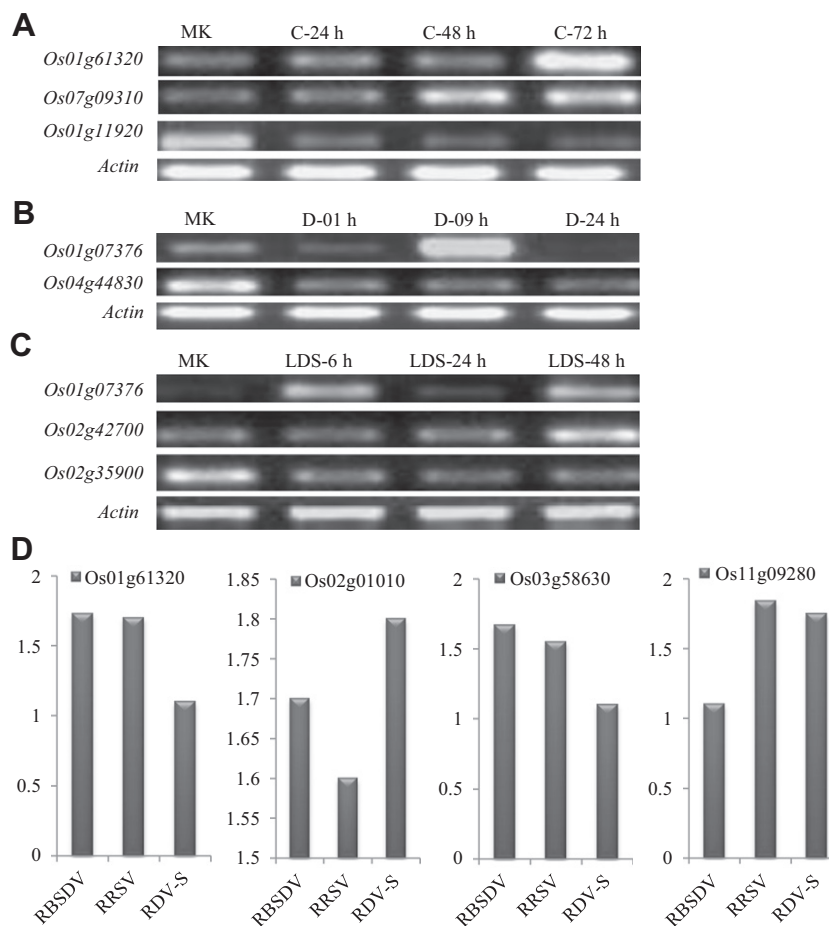 A
MK C-24 h C-48 h C-72 h
Os01g61320
Os07g09310
Os01g11920
Actin
B
MK D-01 h D-09 h D-24 h
Os01g07376
Os04g44830
Actin
C
MK LDS-6 h LDS-24 h LDS-48 h
Os01g07376
Os02g42700
Os02g35900
Actin
D
Os01g61320
2
1.5
1
0.5
0
RBSDV RRSV RDV-S
Os02g01010
1.85
1.8
1.75
1.7
1.65
1.6
1.55
1.5
RBSDV RRSV RDV-S
Os03g58630
2
1.5
1
0.5
0
RBSDV RRSV RDV-S
Os11g09280
2
1.5
1
0.5
0
RBSDV RRSV RDV-S